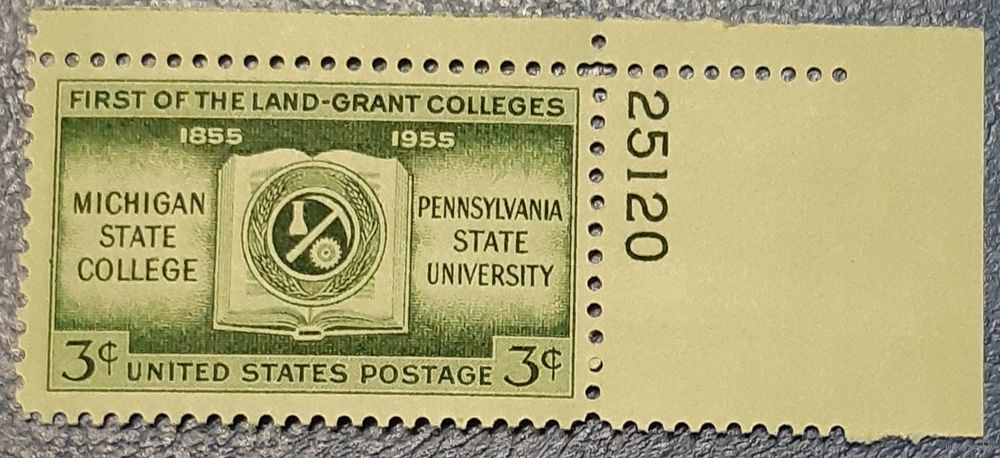 FIRST OF THE LAND-GRANT COLLEGES
1855 1955
MICHIGAN
STATE
COLLEGE
PENNSYLVANIA
STATE
UNIVERSITY
3¢ UNITED STATES POSTAGE 3¢
25120